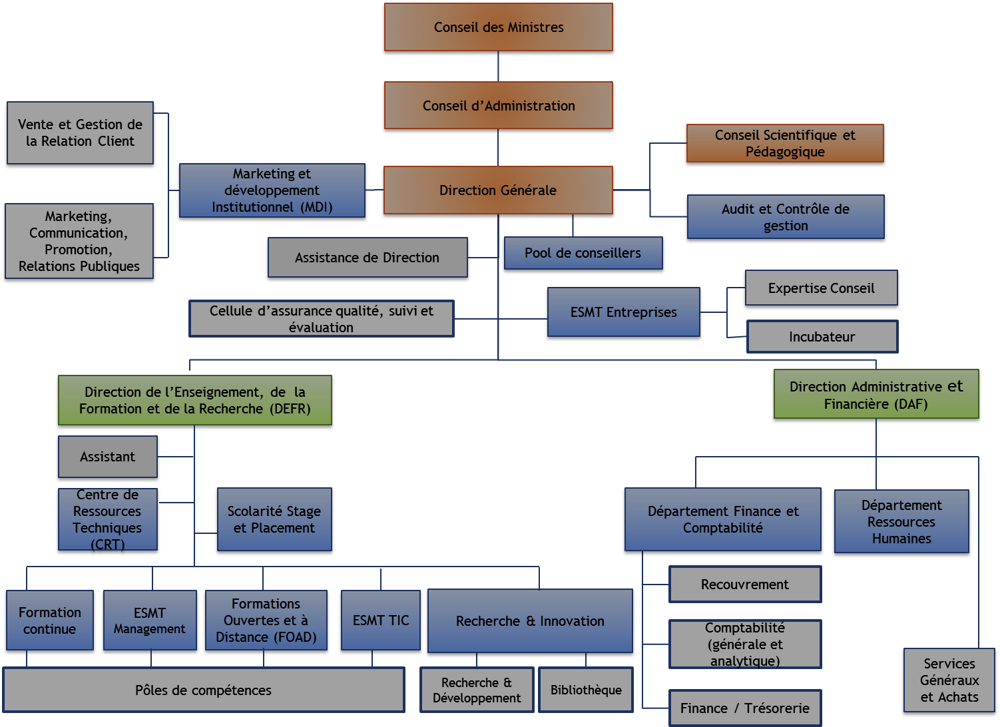 Conseil des Ministres
Conseil d’Administration
Vente et Gestion de
la Relation Client
Conseil Scientifique et
Pédagogique
Marketing et
développement
Institutionnel (MDI)
Direction Générale
Audit et Contrôle de
gestion
Marketing,
Communication,
Promotion,
Relations Publiques
Assistance de Direction
Pool de conseillers
Expertise Conseil
Cellule d’assurance qualité, suivi et
évaluation
ESMT Entreprises
Incubateur
Direction de l’Enseignement, de la
Formation et de la Recherche (DEFR)
Direction Administrative et
Financière (DAF)
Assistant
Centre de
Ressources
Techniques
(CRT)
Scolarité Stage
et Placement
Département Finance et
Comptabilité
Département
Ressources
Humaines
Recouvrement
Formation
continue
ESMT
Management
Formations
Ouvertes et à
Distance (FOAD)
ESMT TIC
Recherche & Innovation
Comptabilité
(générale et
analytique)
Services
Généraux
et Achats
Pôles de compétences
Recherche &
Développement
Bibliothèque
Finance / Trésorerie